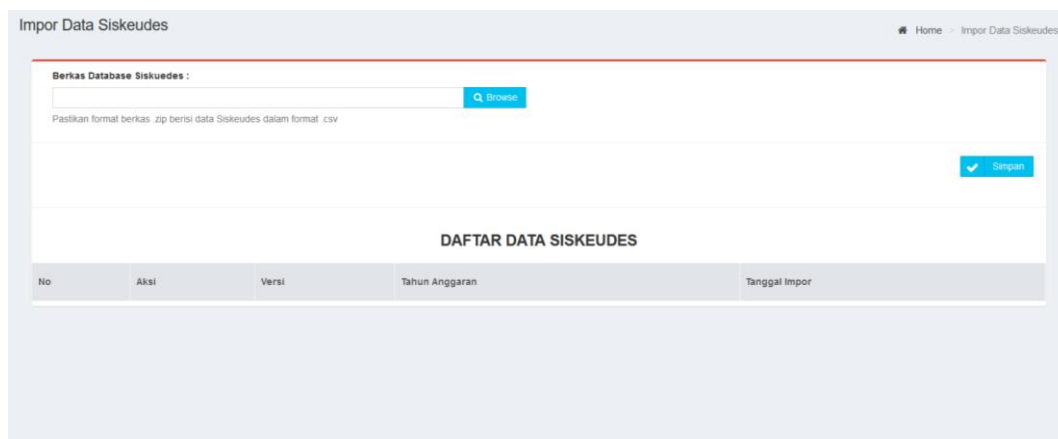 Impor Data Siskeudes
Home > Impor Data Siskeudes
Berkas Database Siskuedes :
Browse
Pastikan format berkas .zip berisi data Siskeudes dalam format .csv
Simpan
DAFTAR DATA SISKEUDES
No Aksi Versi Tahun Anggaran Tanggal Impor